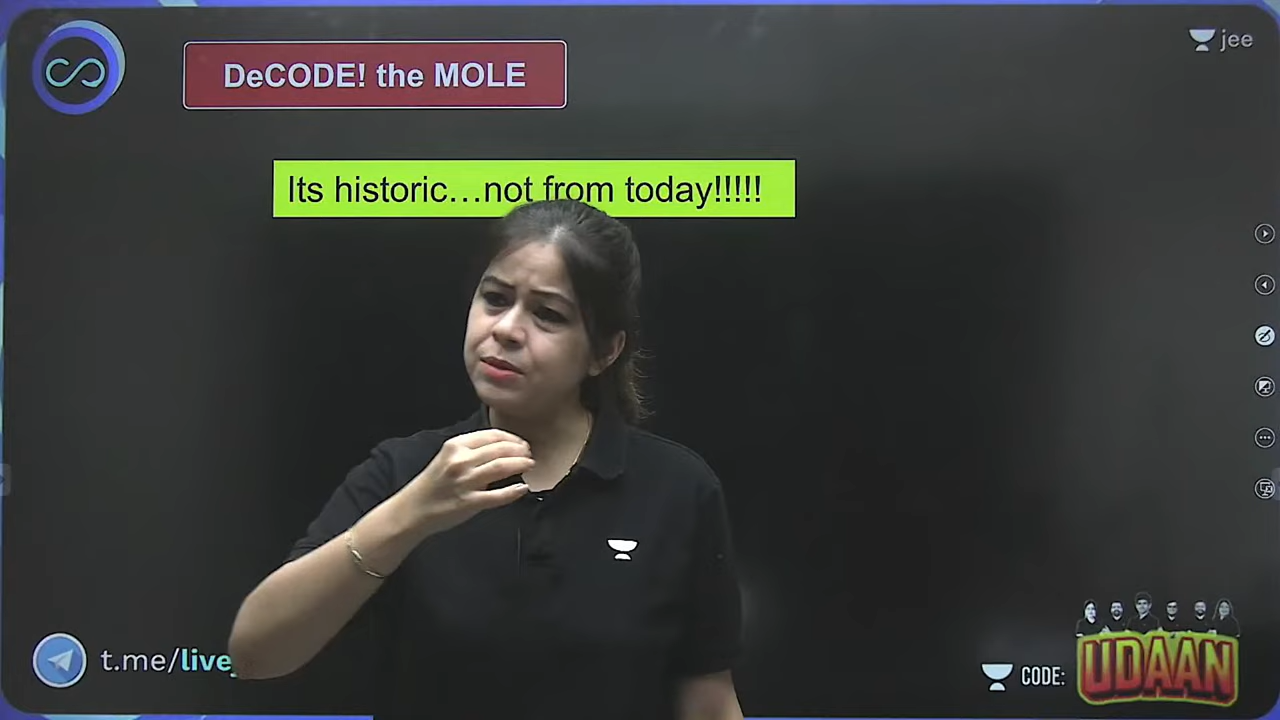 jee
DeCODE! the MOLE
Its historic...not from today!!!!!
t.me/live
CODE: UDAAN